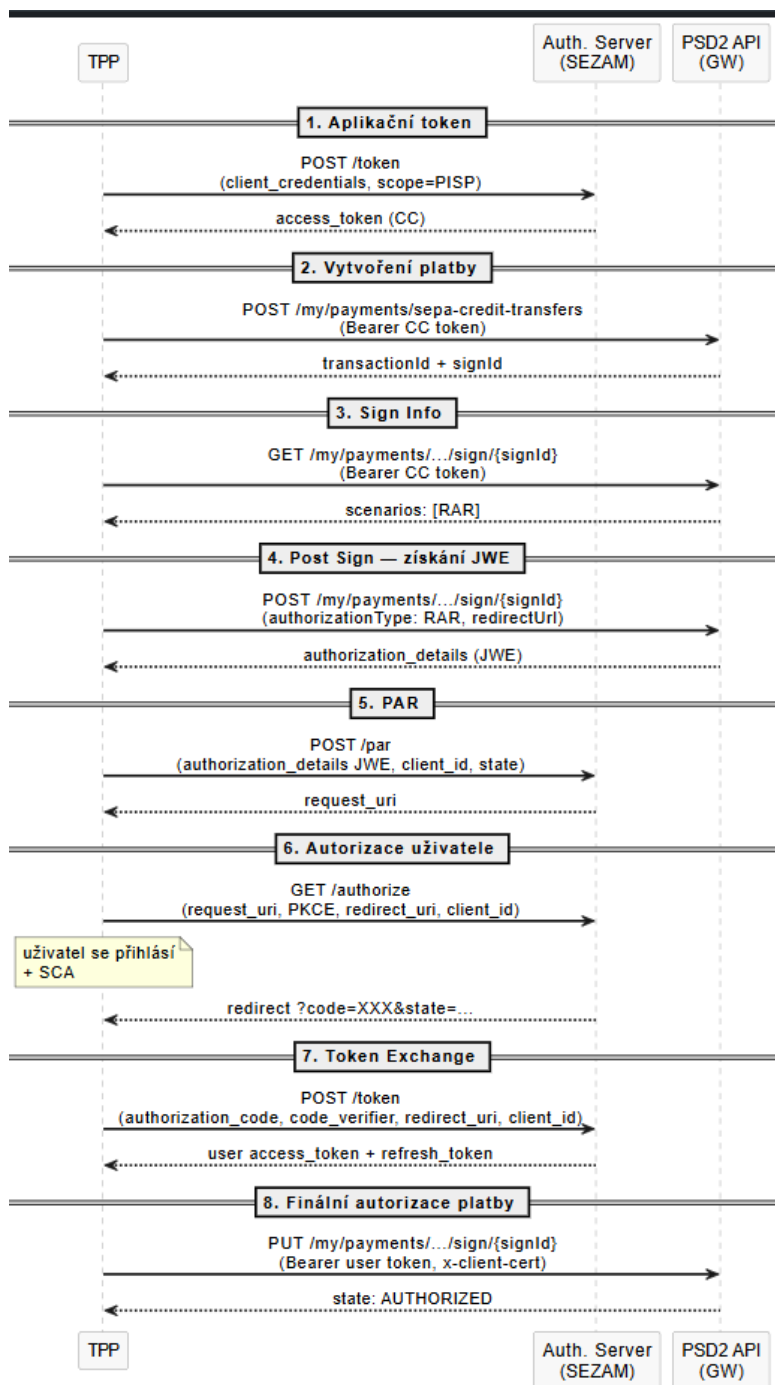 TPP
Auth. Server
(SEZAM)
PSD2 API
(GW)
1. Aplikační token
POST /token
(client_credentials, scope=PISP)
access_token (CC)
2. Vytvoření platby
POST /my/payments/sepa-credit-transfers
(Bearer CC token)
transactionId + signId
3. Sign Info
GET /my/payments/.../sign/{signId}
(Bearer CC token)
scenarios: [RAR]
4. Post Sign — získání JWE
POST /my/payments/.../sign/{signId}
(authorizationType: RAR, redirectUrl)
authorization_details (JWE)
5. PAR
POST /par
(authorization_details JWE, client_id, state)
request_uri
6. Autorizace uživatele
GET /authorize
(request_uri, PKCE, redirect_uri, client_id)
uživatel se přihlásí
+ SCA
redirect ?code=XXX&state=...
7. Token Exchange
POST /token
(authorization_code, code_verifier, redirect_uri, client_id)
user access_token + refresh_token
8. Finální autorizace platby
PUT /my/payments/.../sign/{signId}
(Bearer user token, x-client-cert)
state: AUTHORIZED
TPP
Auth. Server
(SEZAM)
PSD2 API
(GW)